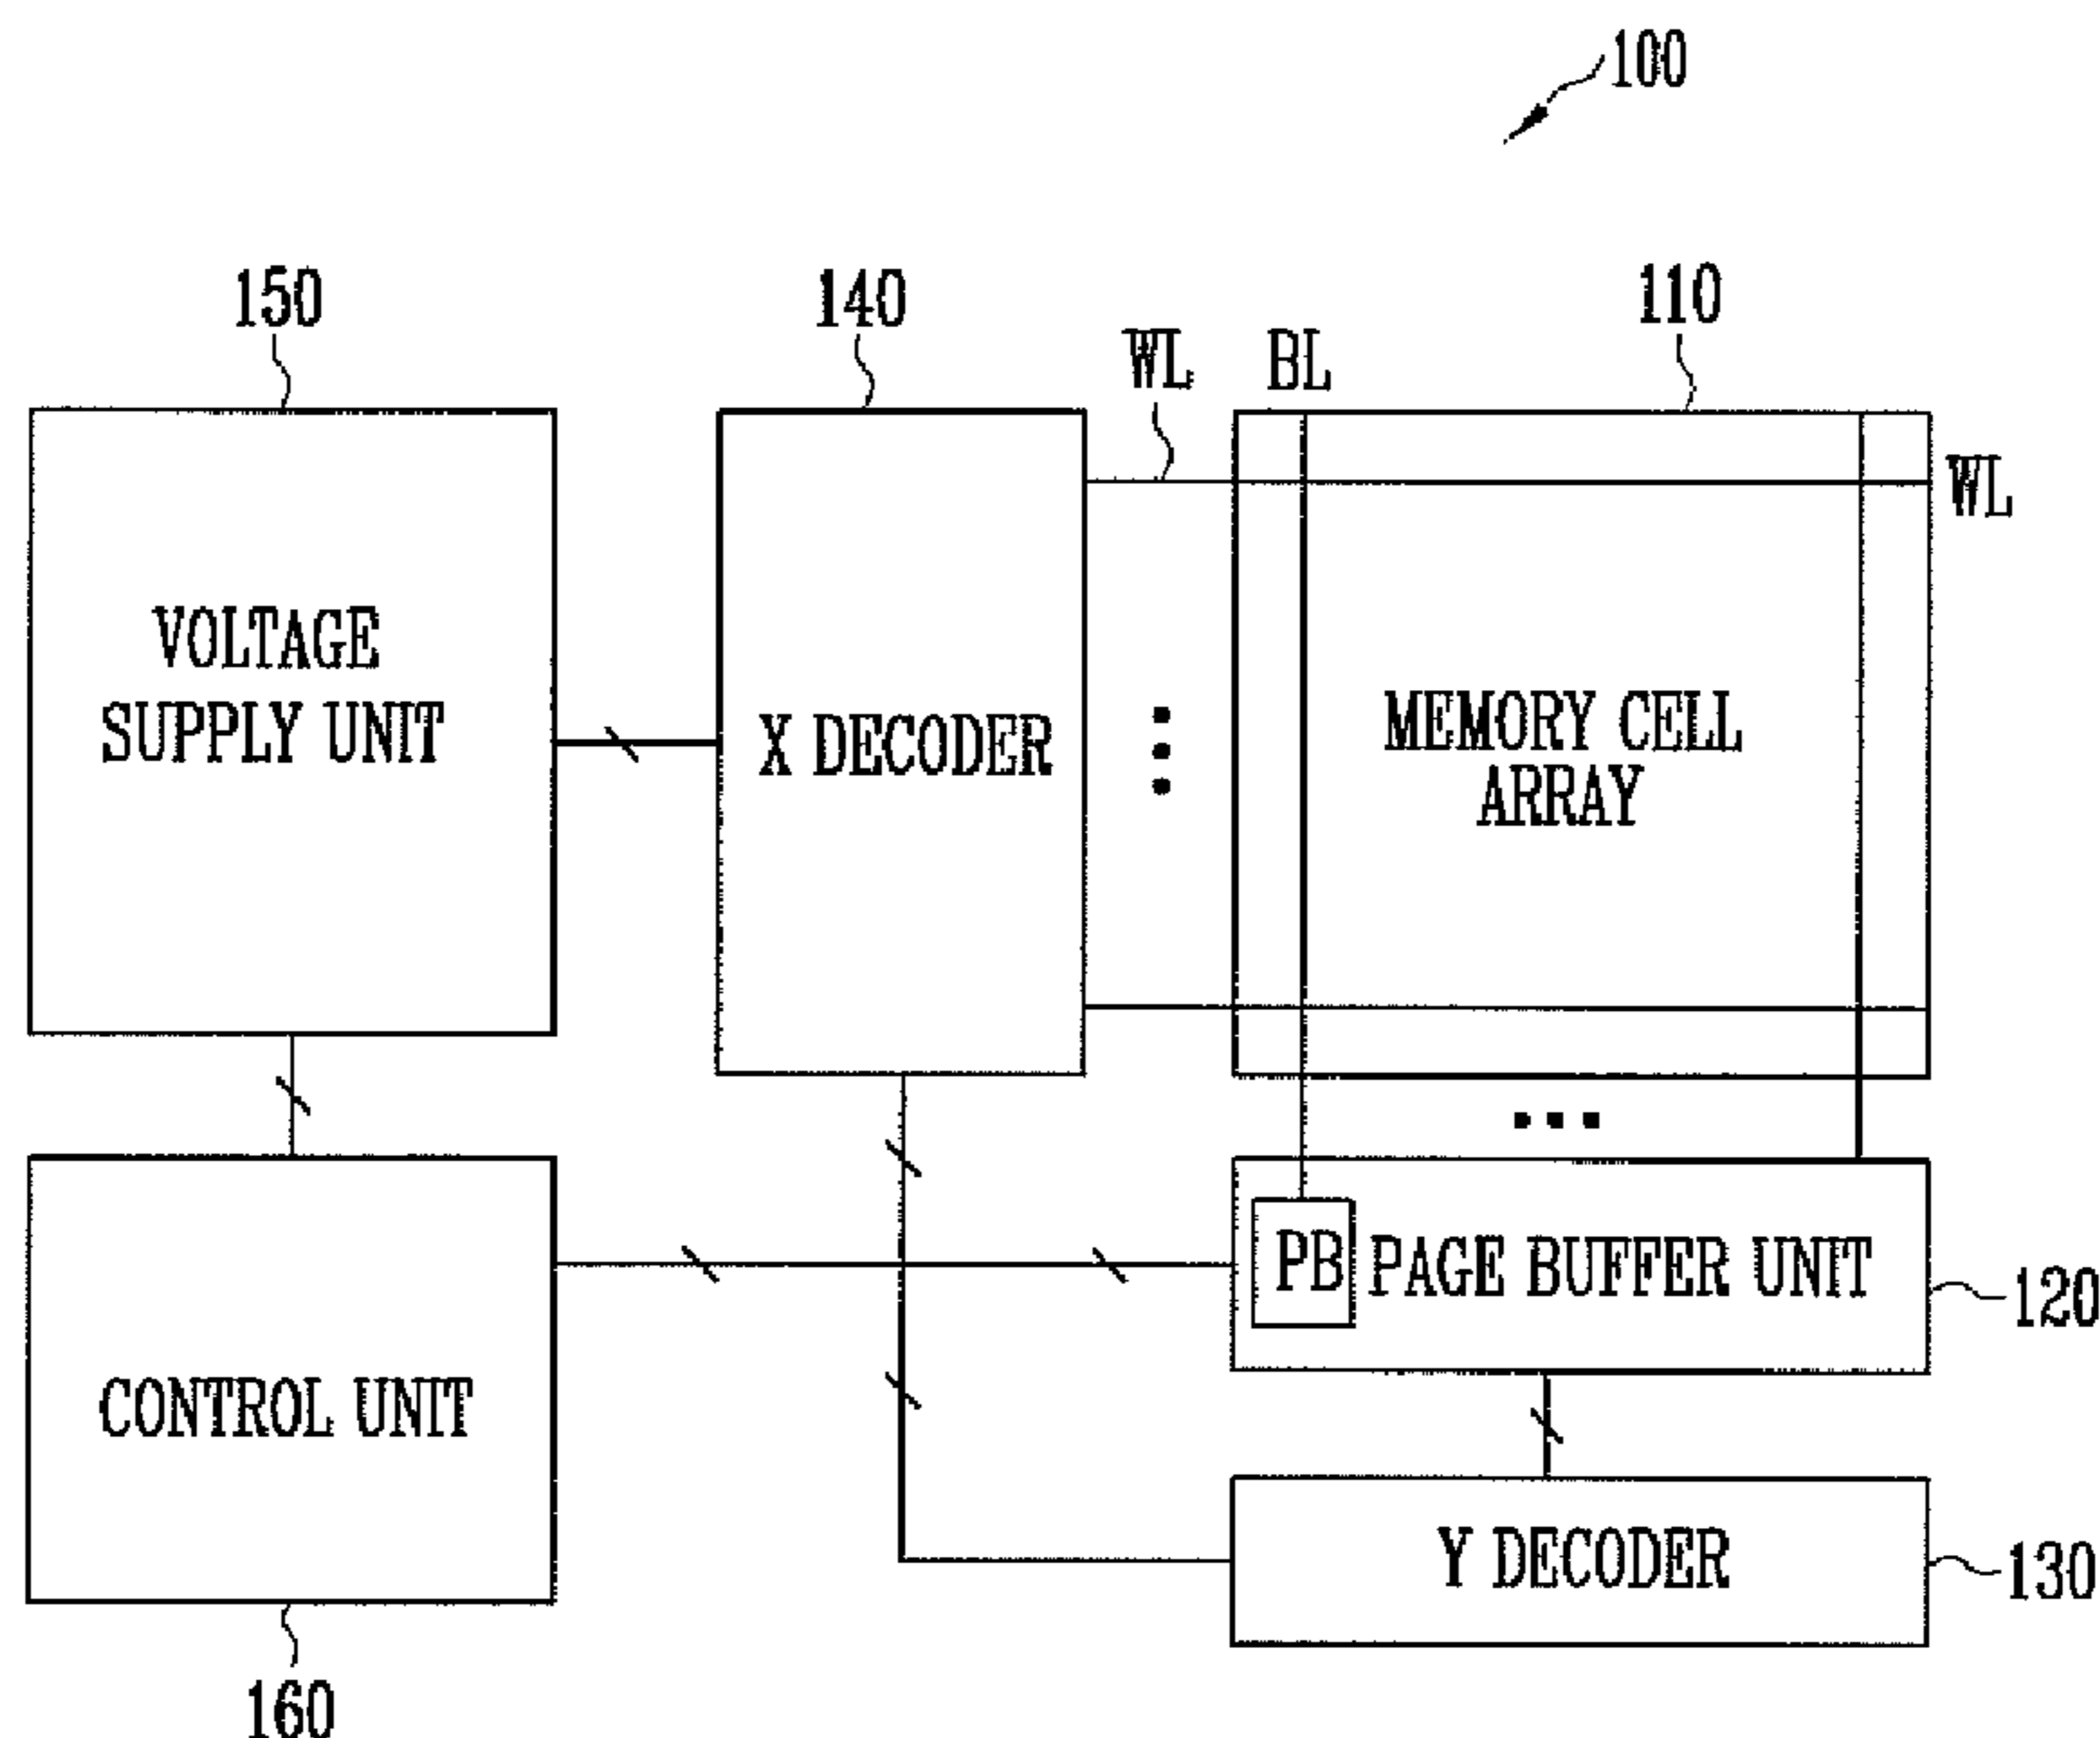 100
150
140
110
WL
BL
WL
VOLTAGE
SUPPLY UNIT
X DECODER
MEMORY CELL
ARRAY
PB
PAGE BUFFER UNIT
120
CONTROL UNIT
Y DECODER
130
160